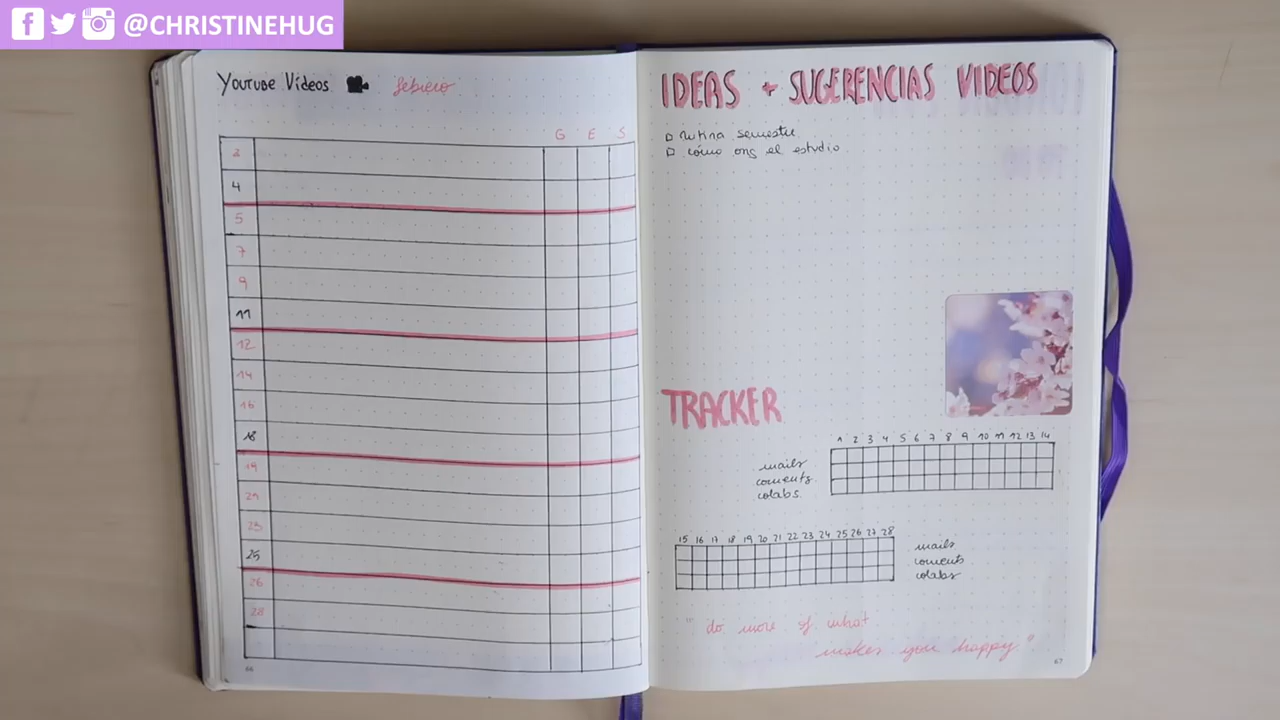 @CHRISTINEHUG
YouTube Vídeos febrero
G E S
2
4
5
7
9
11
12
14
16
18
19
21
23
25
26
28
66
IDEAS + SUGERENCIAS VIDEOS
rutina semestre
cómo org el estudio
TRACKER
1 2 3 4 5 6 7 8 9 10 11 12 13 14
mails
coments.
colabs.
15 16 17 18 19 20 21 22 23 24 25 26 27 28
mails
coments
colabs
"do more of what
makes you happy"
67